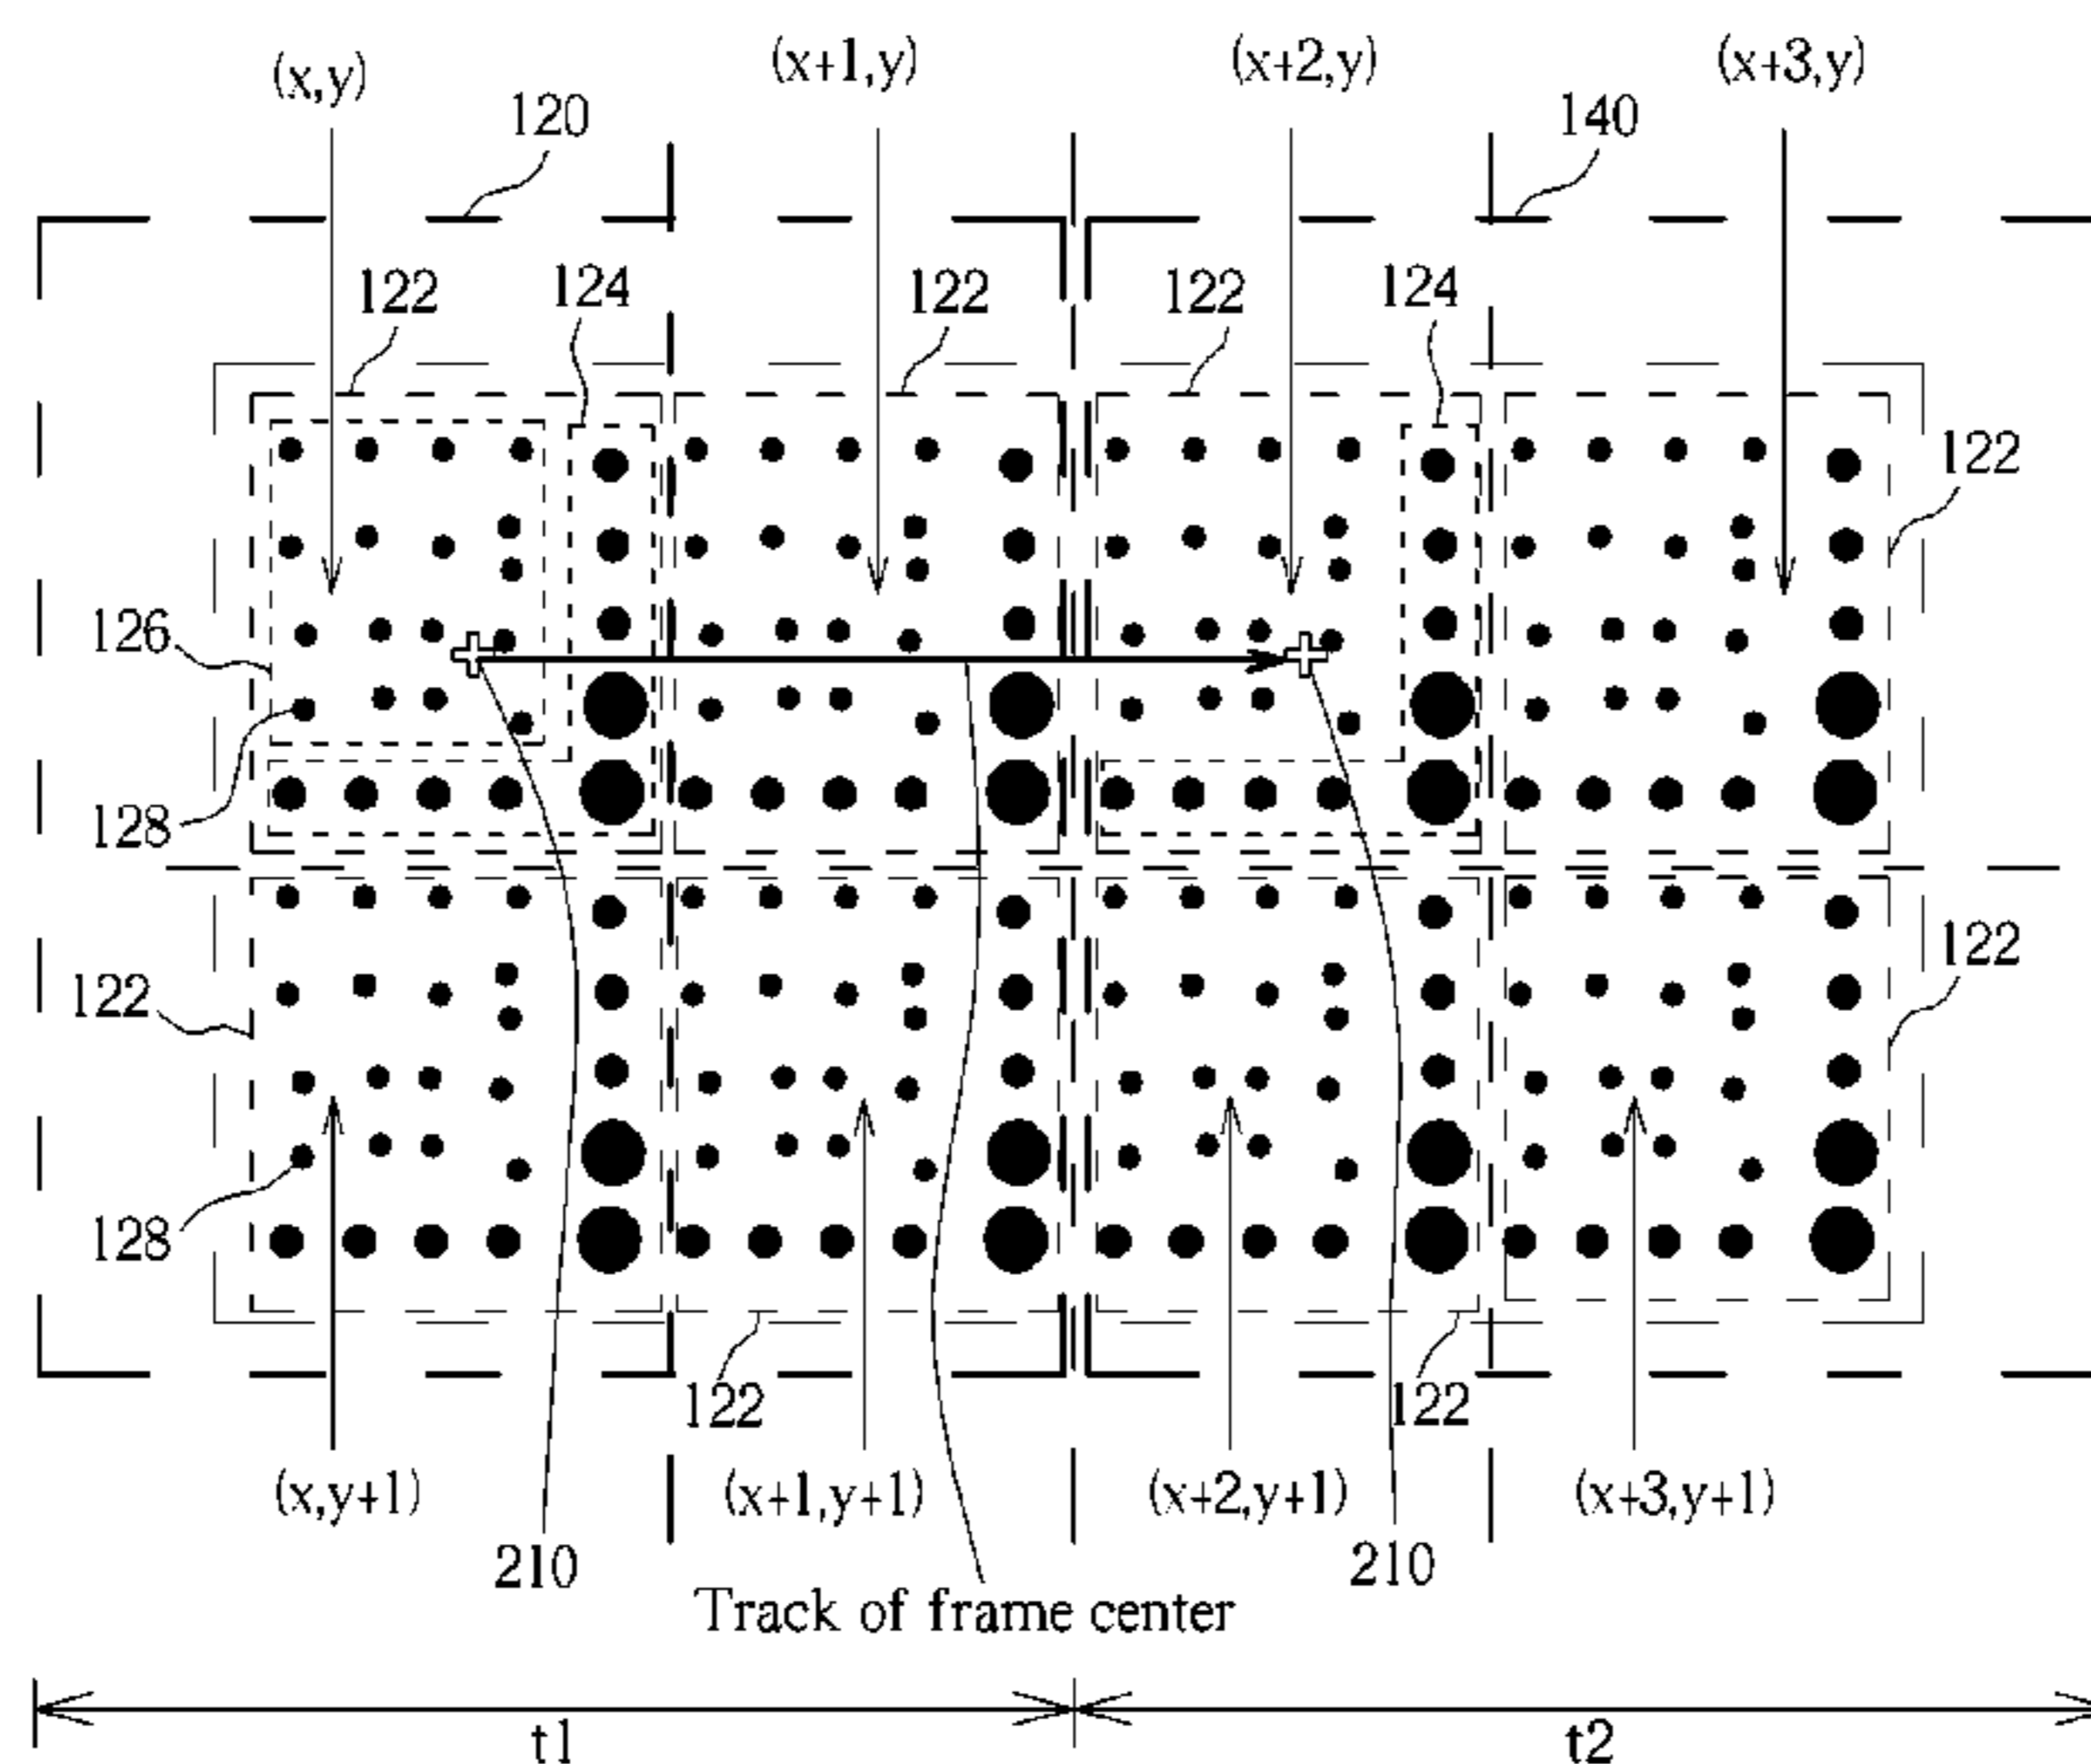 (x,y)
(x+1,y)
(x+2,y)
(x+3,y)
120
140
122
124
122
122
124
122
126
128
122
122
128
122
122
(x,y+1)
(x+1,y+1)
(x+2,y+1)
(x+3,y+1)
210
210
Track of frame center
t1
t2